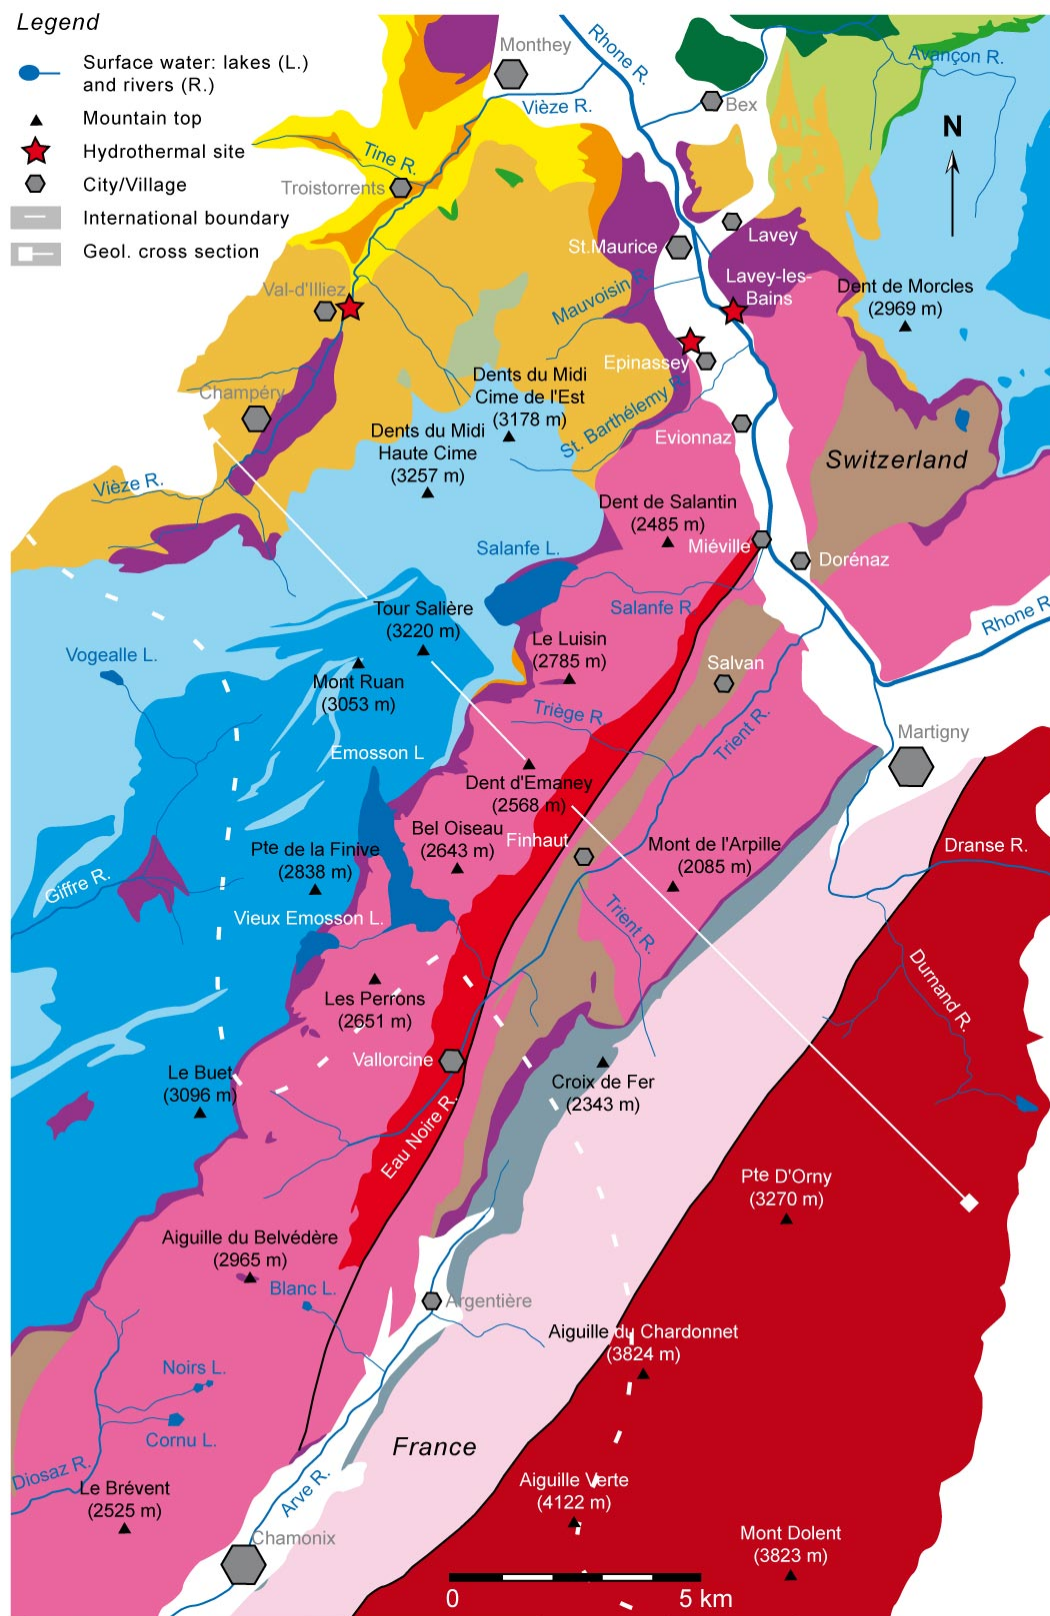 Legend
Surface water: lakes (L.)
and rivers (R.)
Mountain top
Hydrothermal site
City/Village
International boundary
Geol. cross section
Monthey
Rhone R.
Avançon R.
Vièze R.
Bex
N
Tine R.
Troistorrents
St.Maurice
Lavey
Val-d'Illiez
Mauvoisin R.
Lavey-les-
Bains
Dent de Morcles
(2969 m)
Epinassey
Champéry
Dents du Midi
Cime de l'Est
(3178 m)
St. Barthélemy R.
Dents du Midi
Haute Cime
(3257 m)
Evionnaz
Switzerland
Vièze R.
Dent de Salantin
(2485 m)
Salanfe L.
Miéville
Dorénaz
Tour Salière
(3220 m)
Salanfe R.
Rhone R.
Vogealle L.
Le Luisin
(2785 m)
Salvan
Mont Ruan
(3053 m)
Triège R.
Trient R.
Martigny
Emosson L.
Dent d'Emaney
(2568 m)
Bel Oiseau
(2643 m)
Finhaut
Mont de l'Arpille
(2085 m)
Dranse R.
Pte de la Finive
(2838 m)
Giffre R.
Vieux Emosson L.
Trient R.
Durnand R.
Les Perrons
(2651 m)
Vallorcine
Le Buet
(3096 m)
Croix de Fer
(2343 m)
Eau Noire R.
Pte D'Orny
(3270 m)
Aiguille du Belvédère
(2965 m)
Blanc L.
Argentière
Aiguille du Chardonnet
(3824 m)
Noirs L.
Cornu L.
France
Diosaz R.
Le Brévent
(2525 m)
Arve R.
Aiguille Verte
(4122 m)
Chamonix
Mont Dolent
(3823 m)
0
5 km